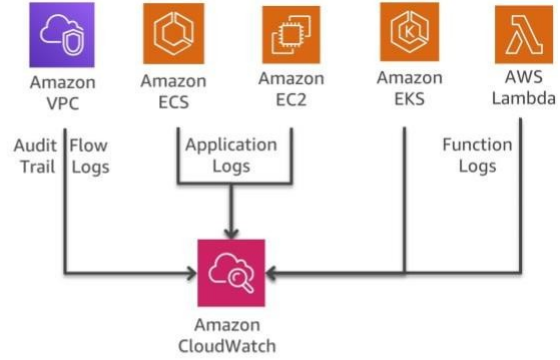 Amazon
VPC
Amazon
ECS
Amazon
EC2
Amazon
EKS
AWS
Lambda
Audit
Trail
Flow
Logs
Application
Logs
Function
Logs
Amazon
CloudWatch